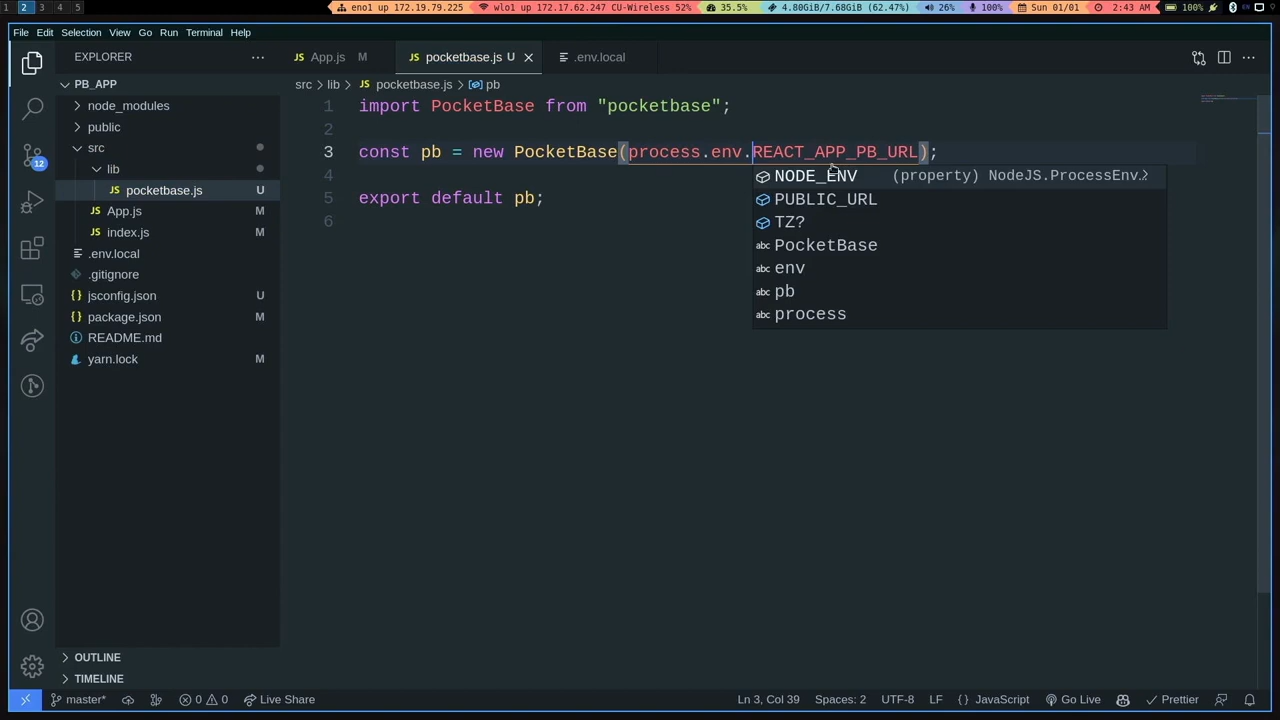 1 2 3 4 5 eno1 up 172.19.79.225 wlo1 up 172.17.62.247 CU-Wireless 52% 35.5% 4.80GiB/7.68GiB (62.47%) 26% 100% Sun 01/01 2:43 AM 100%
File Edit Selection View Go Run Terminal Help
EXPLORER
App.js M pocketbase.js U .env.local
PB_APP
src > lib > JS pocketbase.js > pb
node_modules
public
src
lib
JS pocketbase.js U
JS App.js
JS index.js
.env.local
.gitignore
{} jsconfig.json U
{} package.json M
README.md
yarn.lock M
12
1 import PocketBase from "pocketbase";
2
3 const pb = new PocketBase(process.env.REACT_APP_PB_URL);
4
5 export default pb;
6
NODE_ENV (property) NodeJS.ProcessEnv.
PUBLIC_URL
TZ?
abc PocketBase
abc env
abc pb
abc process
OUTLINE
TIMELINE
master* 0 0 Live Share Ln 3, Col 39 Spaces: 2 UTF-8 LF {} JavaScript Go Live Prettier